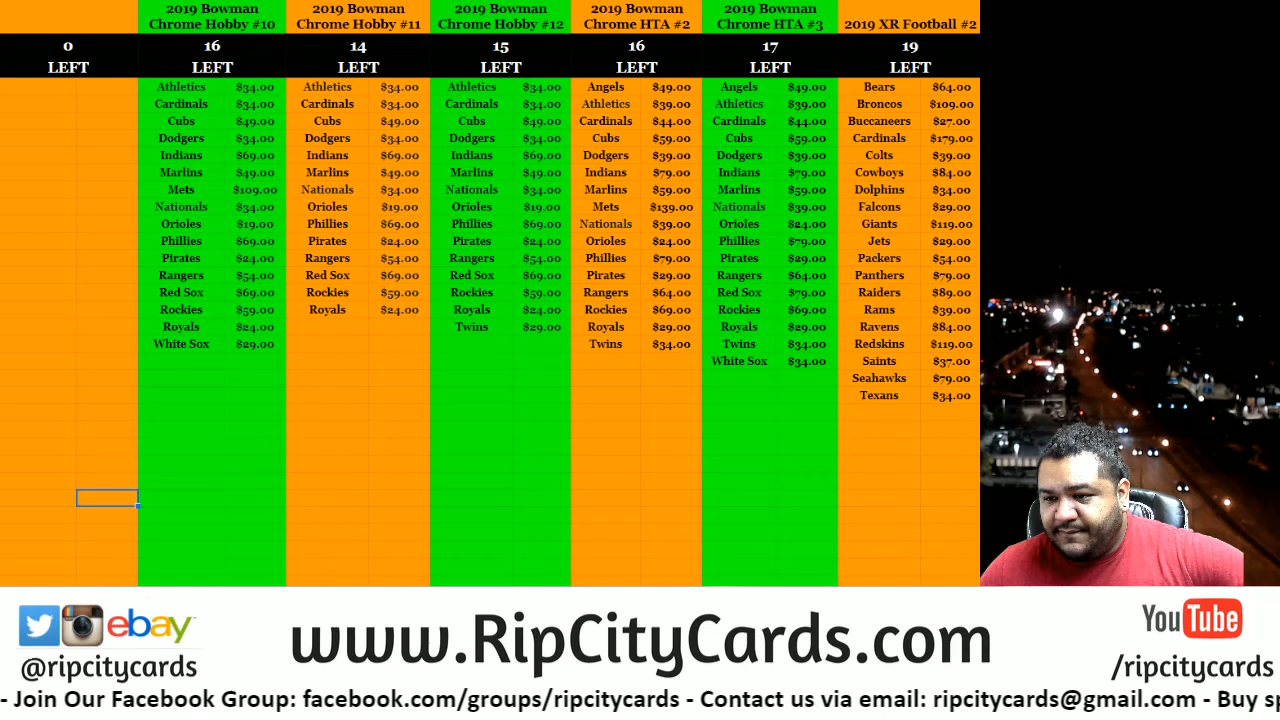 2019 Bowman Chrome Hobby #10
2019 Bowman Chrome Hobby #11
2019 Bowman Chrome Hobby #12
2019 Bowman Chrome HTA #2
2019 Bowman Chrome HTA #3
2019 XR Football #2
0 16 14 15 16 17 19
LEFT LEFT LEFT LEFT LEFT LEFT LEFT
Athletics $34.00 Athletics $34.00 Athletics $34.00 Angels $49.00 Angels $49.00 Bears $64.00
Cardinals $34.00 Cardinals $34.00 Cardinals $34.00 Athletics $39.00 Athletics $39.00 Broncos $109.00
Cubs $49.00 Cubs $49.00 Cubs $49.00 Cardinals $44.00 Cardinals $44.00 Buccaneers $27.00
Dodgers $34.00 Dodgers $34.00 Dodgers $34.00 Cubs $59.00 Cubs $59.00 Cardinals $179.00
Indians $69.00 Indians $69.00 Indians $69.00 Dodgers $39.00 Dodgers $39.00 Colts $39.00
Marlins $49.00 Marlins $49.00 Marlins $49.00 Indians $79.00 Indians $79.00 Cowboys $84.00
Mets $109.00 Nationals $34.00 Nationals $34.00 Marlins $59.00 Marlins $59.00 Dolphins $34.00
Nationals $34.00 Orioles $19.00 Orioles $19.00 Mets $139.00 Nationals $39.00 Falcons $29.00
Orioles $19.00 Phillies $69.00 Phillies $69.00 Nationals $39.00 Orioles $24.00 Giants $119.00
Phillies $69.00 Pirates $24.00 Pirates $24.00 Orioles $24.00 Phillies $79.00 Jets $29.00
Pirates $24.00 Rangers $54.00 Rangers $54.00 Phillies $79.00 Pirates $29.00 Packers $54.00
Rangers $54.00 Red Sox $69.00 Red Sox $69.00 Pirates $29.00 Rangers $64.00 Panthers $79.00
Red Sox $69.00 Rockies $59.00 Rockies $59.00 Rangers $64.00 Red Sox $79.00 Raiders $89.00
Rockies $59.00 Royals $24.00 Royals $24.00 Rockies $69.00 Rockies $69.00 Rams $39.00
Royals $24.00 Twins $29.00 Royals $29.00 Royals $29.00 Ravens $84.00
White Sox $29.00 Twins $34.00 Twins $34.00 Redskins $119.00
White Sox $34.00 Saints $37.00
Seahawks $79.00
Texans $34.00
ebay
@ripcitycards
www.RipCityCards.com
YouTube
/ripcitycards
- Join Our Facebook Group: facebook.com/groups/ripcitycards - Contact us via email: ripcitycards@gmail.com - Buy sp